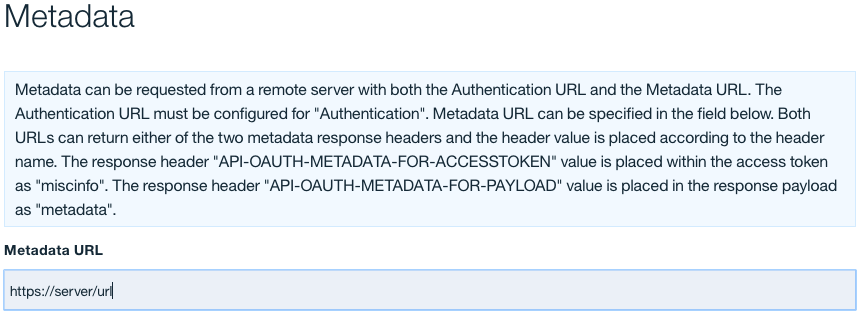 Metadata
Metadata can be requested from a remote server with both the Authentication URL and the Metadata URL. The
Authentication URL must be configured for "Authentication". Metadata URL can be specified in the field below. Both
URLs can return either of the two metadata response headers and the header value is placed according to the header
name. The response header "API-OAUTH-METADATA-FOR-ACCESSTOKEN" value is placed within the access token
as "miscinfo". The response header "API-OAUTH-METADATA-FOR-PAYLOAD" value is placed in the response payload
as "metadata".
Metadata URL
https://server/url